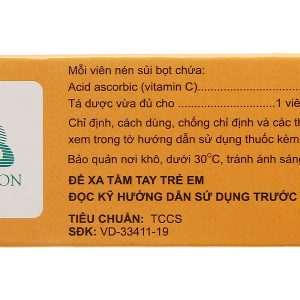 Mỗi viên nén sủi bọt chứa:
Acid ascorbic (vitamin C)
Tá dược vừa đủ cho 1 viê
Chỉ định, cách dùng, chống chỉ định và các th
xem trong tờ hướng dẫn sử dụng thuốc kèm
Bảo quản nơi khô, dưới 30°C, tránh ánh sáng
ĐỂ XA TẦM TAY TRẺ EM
ĐỌC KỸ HƯỚNG DẪN SỬ DỤNG TRƯỚC
TIÊU CHUẨN: TCCS
SĐK: VD-33411-19
ON